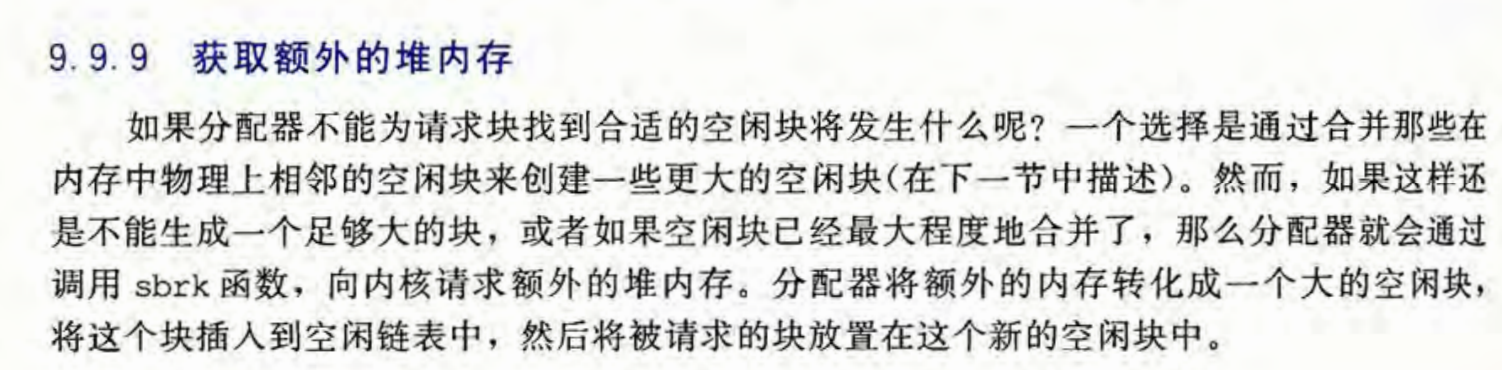 9.9.9 获取额外的堆内存
如果分配器不能为请求块找到合适的空闲块将发生什么呢？一个选择是通过合并那些在
内存中物理上相邻的空闲块来创建一些更大的空闲块(在下一节中描述)。然而，如果这样还
是不能生成一个足够大的块，或者如果空闲块已经最大程度地合并了，那么分配器就会通过
调用 sbrk 函数，向内核请求额外的堆内存。分配器将额外的内存转化成一个大的空闲块，
将这个块插入到空闲链表中，然后将被请求的块放置在这个新的空闲块中。